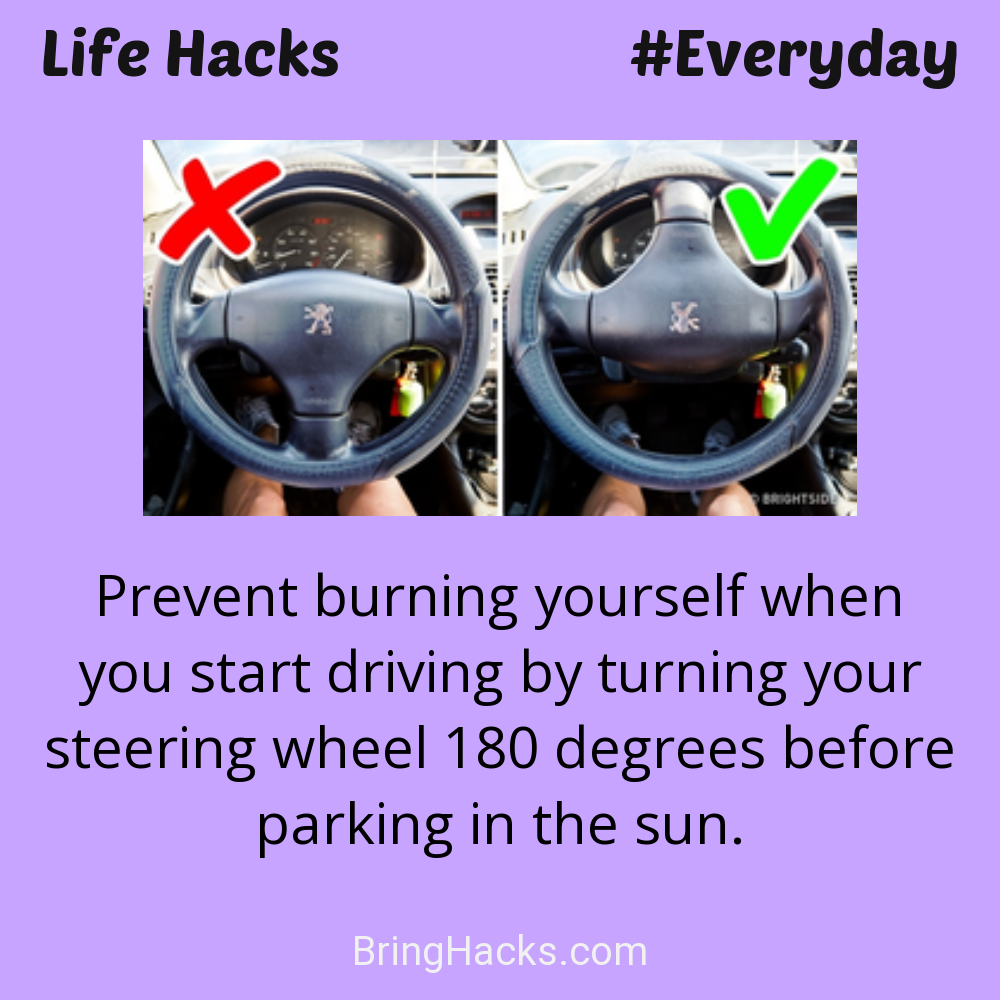 Life Hacks #Everyday
© BRIGHTSIDE
Prevent burning yourself when
you start driving by turning your
steering wheel 180 degrees before
parking in the sun.
BringHacks.com